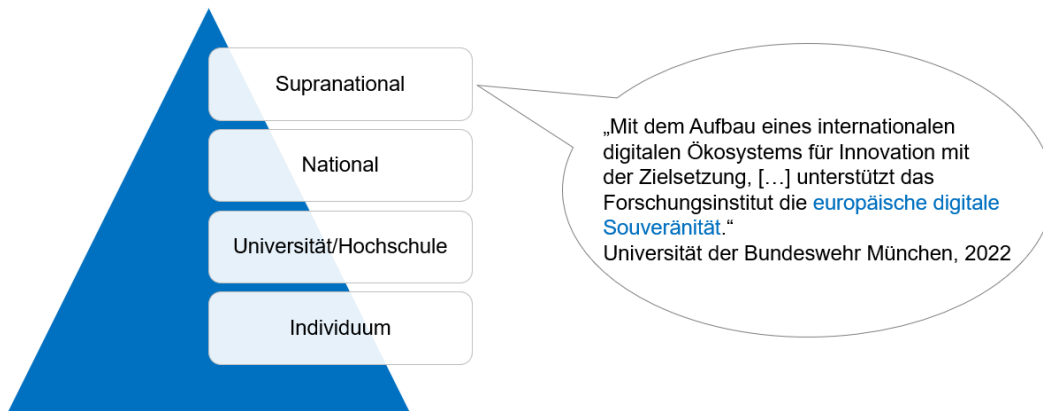 Supranational
National
Universität/Hochschule
Individuum
„Mit dem Aufbau eines internationalen
digitalen Ökosystems für Innovation mit
der Zielsetzung, […] unterstützt das
Forschungsinstitut die europäische digitale
Souveränität.“
Universität der Bundeswehr München, 2022